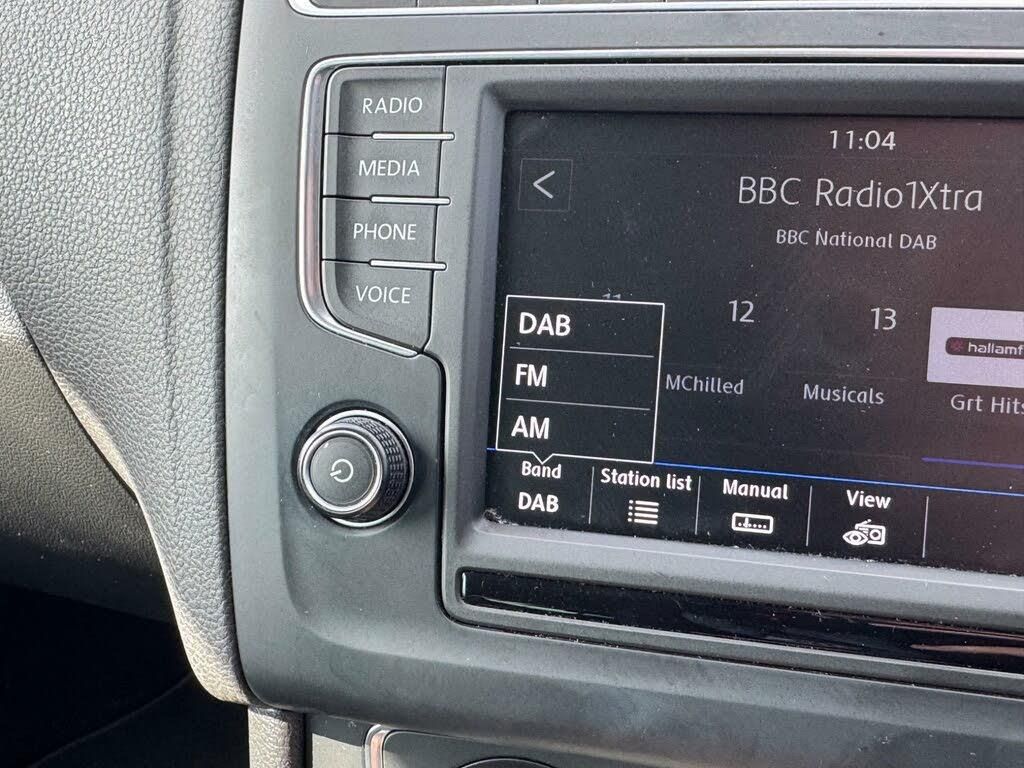 RADIO
MEDIA
PHONE
VOICE
11:04
BBC Radio1Xtra
BBC National DAB
12
13
hallamf
MChilled
Musicals
Grt Hits
DAB
FM
AM
Band
DAB
Station list
Manual
View